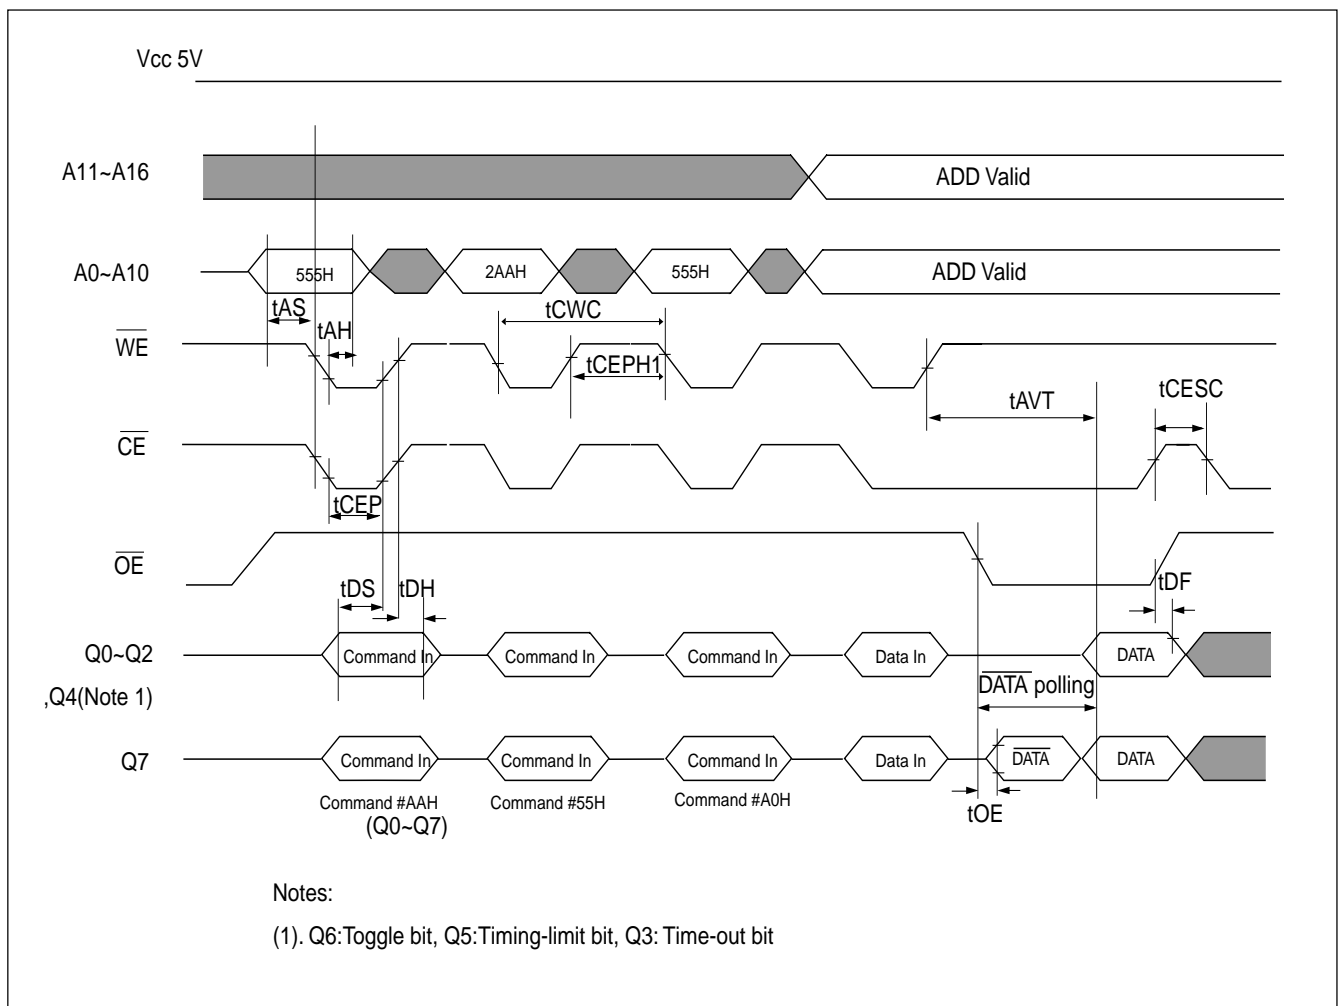 Vcc 5V
A11~A16
ADD Valid
A0~A10
555H
2AAH
555H
ADD Valid
tAS
tAH
tCWC
WE
tCEPH1
tAVT
tCESC
CE
tCEP
OE
tDS
tDH
tDF
Q0~Q2
Command In
Command In
Command In
Data In
DATA
,Q4(Note 1)
DATA polling
Q7
Command In
Command In
Command In
Data In
DATA
DATA
Command #AAH
Command #55H
Command #A0H
(Q0~Q7)
tOE
Notes:
(1). Q6:Toggle bit, Q5:Timing-limit bit, Q3: Time-out bit